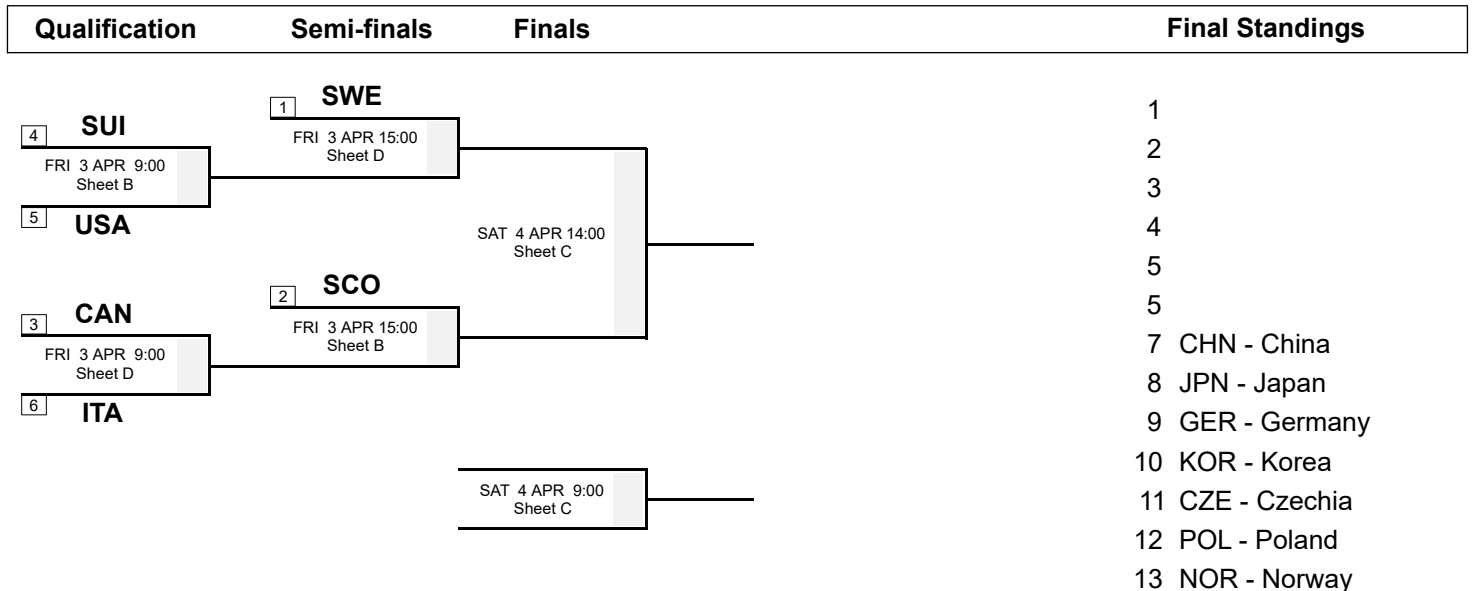 Qualification Semi-finals Finals Final Standings
1 SWE
FRI 3 APR 15:00
Sheet D
4 SUI
FRI 3 APR 9:00
Sheet B
5 USA
SAT 4 APR 14:00
Sheet C
2 SCO
FRI 3 APR 15:00
Sheet B
3 CAN
FRI 3 APR 9:00
Sheet D
6 ITA
SAT 4 APR 9:00
Sheet C
1
2
3
4
5
5
7 CHN - China
8 JPN - Japan
9 GER - Germany
10 KOR - Korea
11 CZE - Czechia
12 POL - Poland
13 NOR - Norway